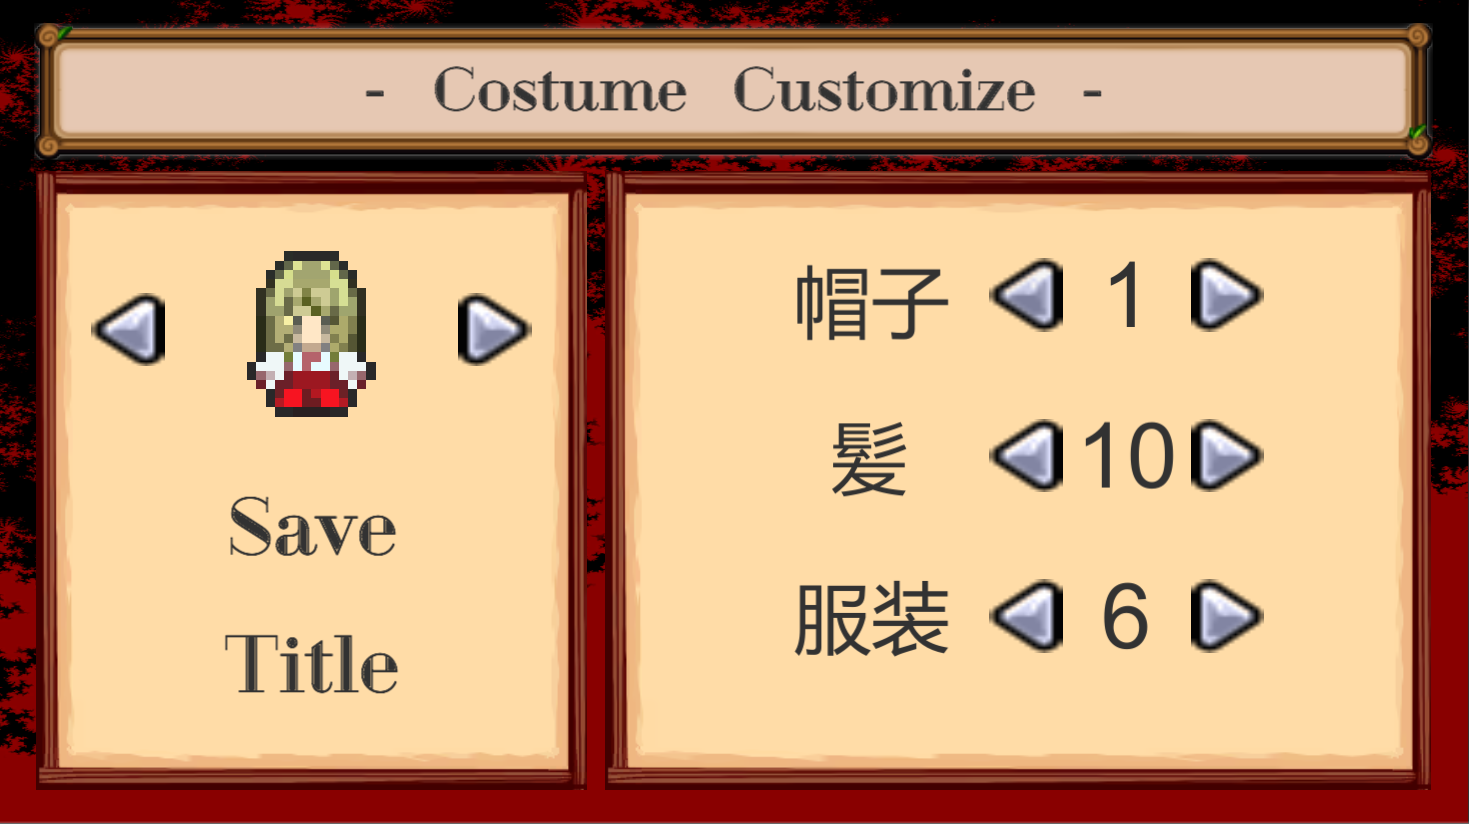 - Costume Customize -
Save
Title
帽子 1
髪 10
服装 6